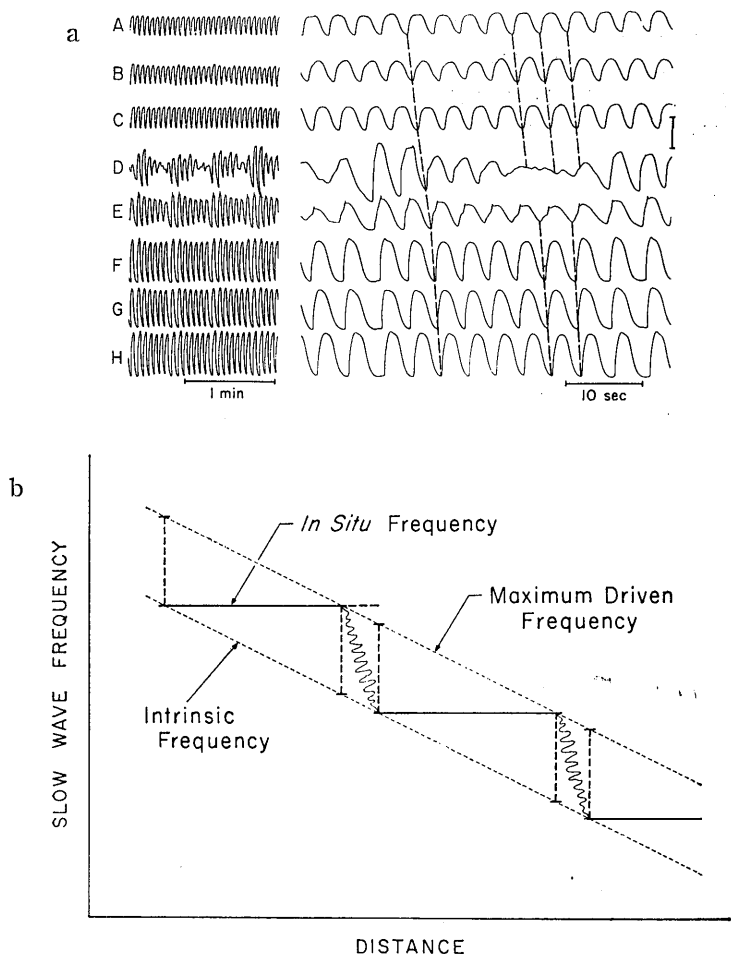 a
A
B
C
D
E
F
G
H
1 min
10 sec
b
In Situ Frequency
Maximum Driven
Frequency
Intrinsic
Frequency
SLOW WAVE FREQUENCY
DISTANCE